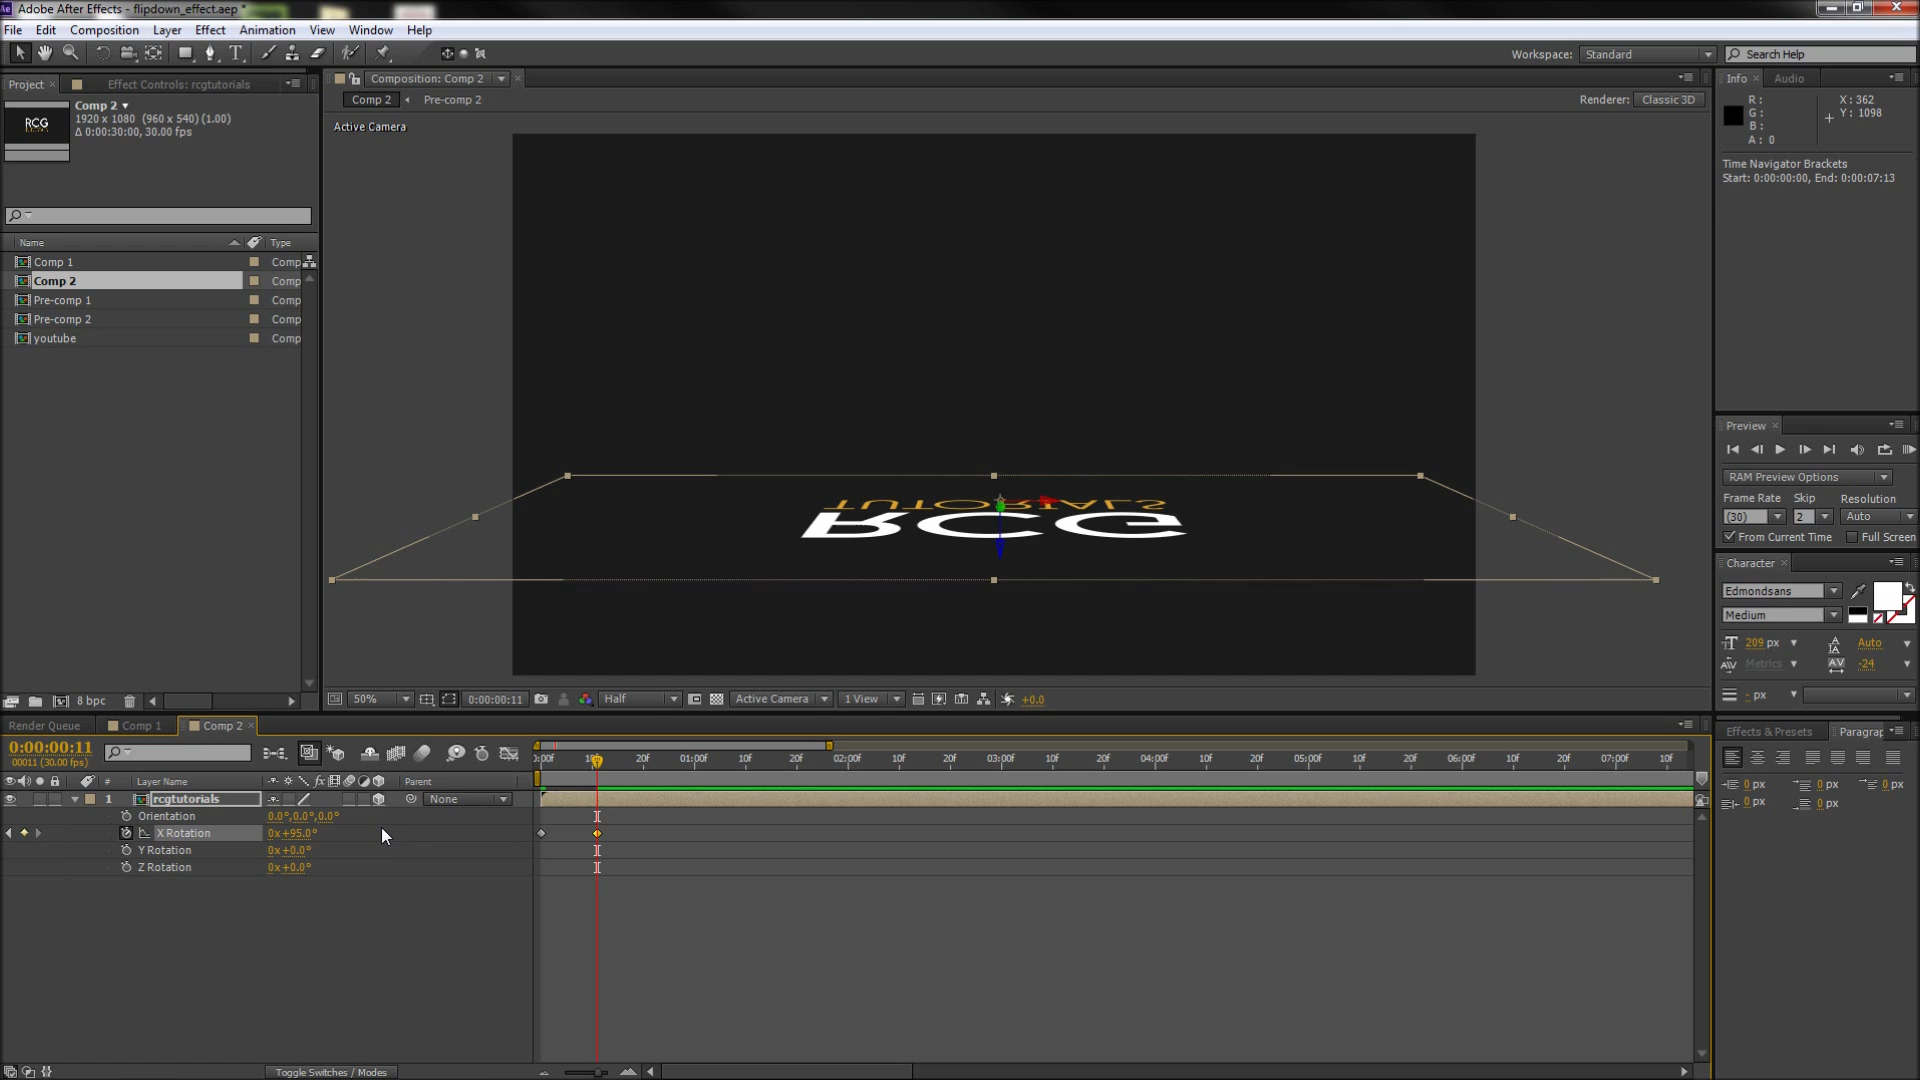 Adobe After Effects - flipdown_effect.aep *
File Edit Composition Layer Effect Animation View Window Help
Workspace: Standard Search Help
Project Effect Controls: rcgtutorials
Composition: Comp 2
Info Audio
Comp 2
1920 x 1080 (960 x 540) (1.00)
Δ 0:00:30:00, 30.00 fps
RCG
Comp 2 Pre-comp 2
Renderer: Classic 3D
Active Camera
R:
G:
B:
A: 0
X: 362
Y: 1098
Time Navigator Brackets
Start: 0:00:00:00, End: 0:00:07:13
Name Type
Comp 1 Comp
Comp 2 Comp
Pre-comp 1 Comp
Pre-comp 2 Comp
youtube Comp
TUTORIALS
RCG
Preview
RAM Preview Options
Frame Rate Skip Resolution
(30) 2 Auto
From Current Time Full Screen
Character
Edmondsans
Medium
209 px Auto
Metrics -24
- px
8 bpc
50% 0:00:00:11 Half Active Camera 1 View +0.0
Render Queue Comp 1 Comp 2
Effects & Presets Paragrap
0:00:00:11
00011 (30.00 fps)
0:00f 10f 20f 01:00f 10f 20f 02:00f 10f 20f 03:00f 10f 20f 04:00f 10f 20f 05:00f 10f 20f 06:00f 10f 20f 07:00f 10f
# Layer Name fx Parent
1 rcgtutorials None
Orientation 0.0°,0.0°,0.0°
X Rotation 0x+95.0°
Y Rotation 0x+0.0°
Z Rotation 0x+0.0°
0 px 0 px 0 px
0 px 0 px
Toggle Switches / Modes